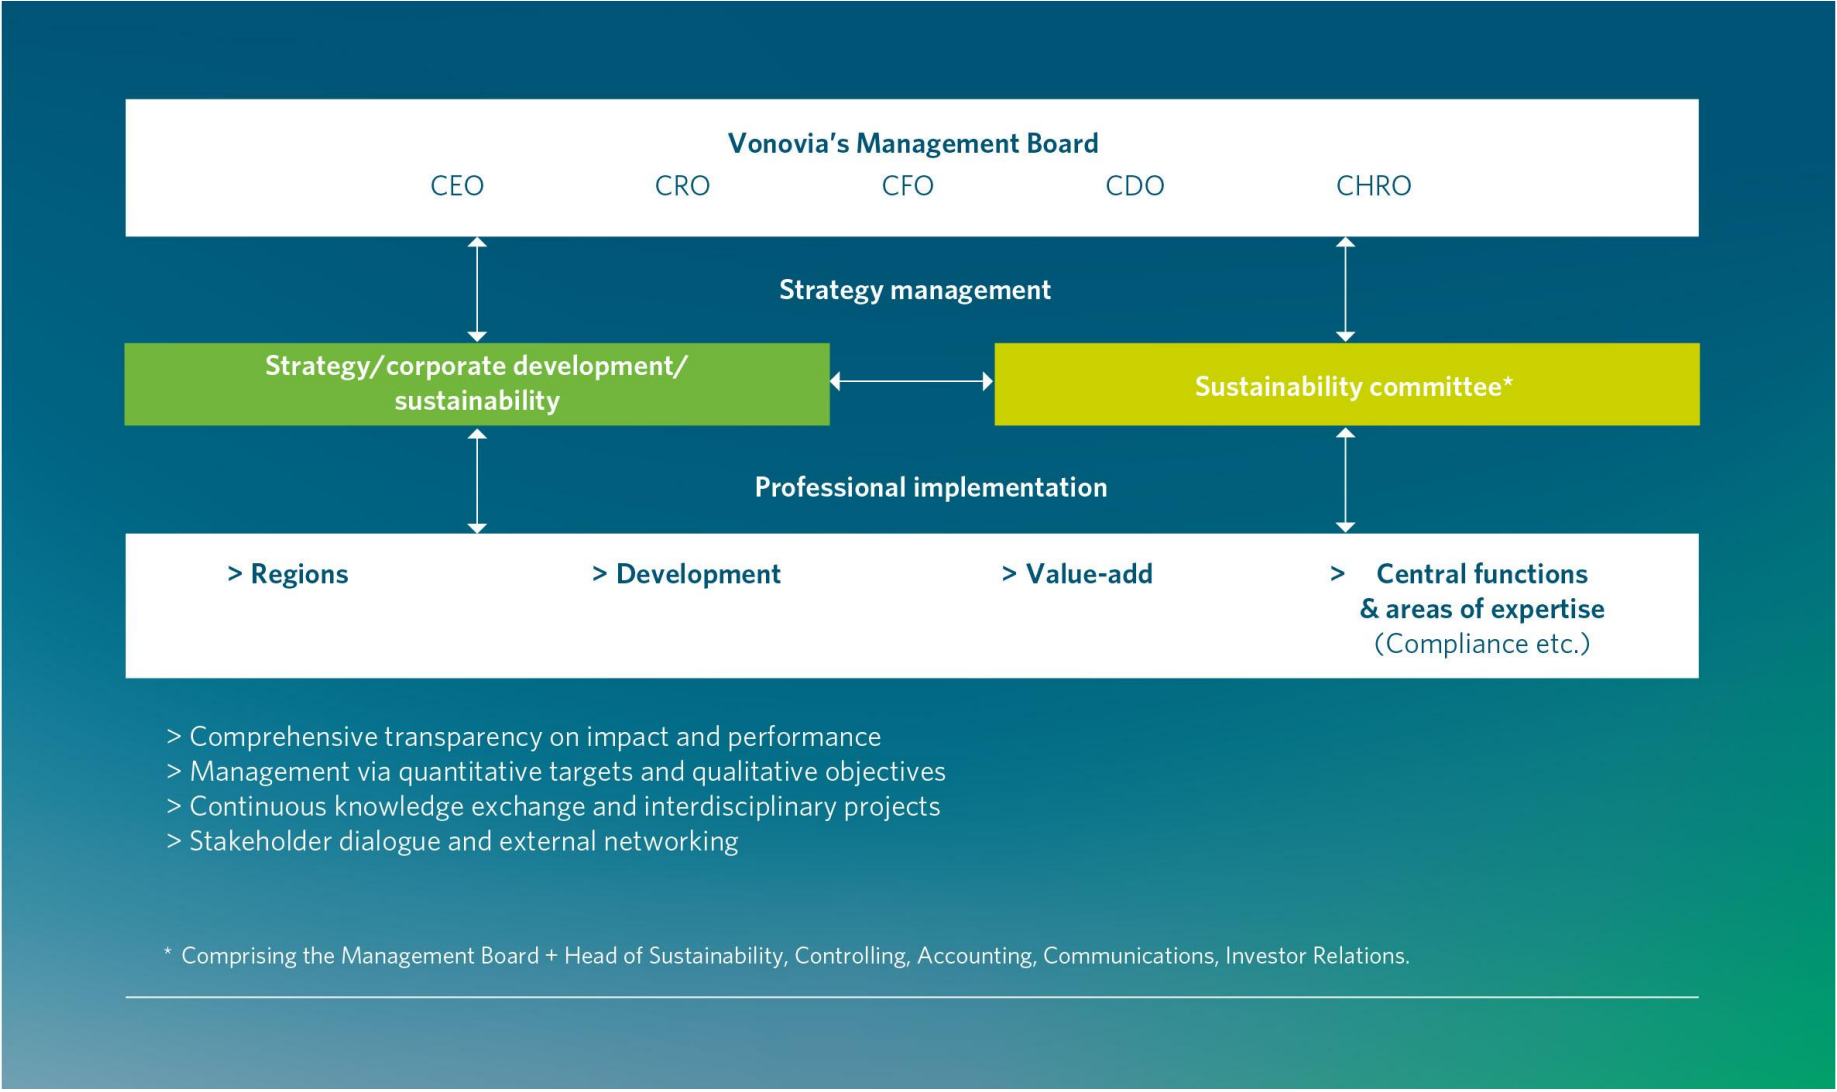 Vonovia’s Management Board
CEO CRO CFO CDO CHRO
Strategy management
Strategy/corporate development/
sustainability
Sustainability committee*
Professional implementation
> Regions
> Development
> Value-add
> Central functions
& areas of expertise
(Compliance etc.)
> Comprehensive transparency on impact and performance
> Management via quantitative targets and qualitative objectives
> Continuous knowledge exchange and interdisciplinary projects
> Stakeholder dialogue and external networking
* Comprising the Management Board + Head of Sustainability, Controlling, Accounting, Communications, Investor Relations.